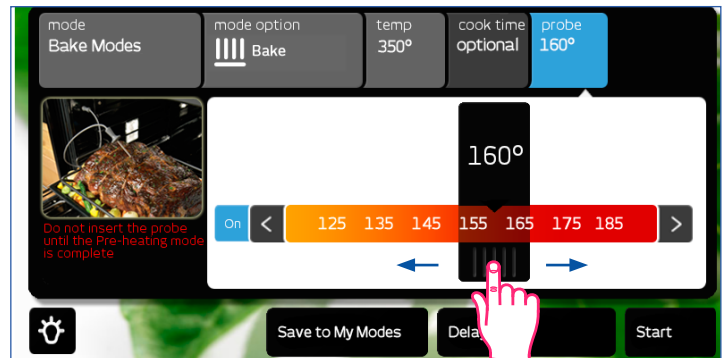 mode
Bake Modes
mode option
Bake
temp
350°
cook time
optional
probe
160°
160°
Do not insert the probe
until the Pre-heating mode
is complete
On < 125 135 145 155 165 175 185 >
Save to My Modes
Start